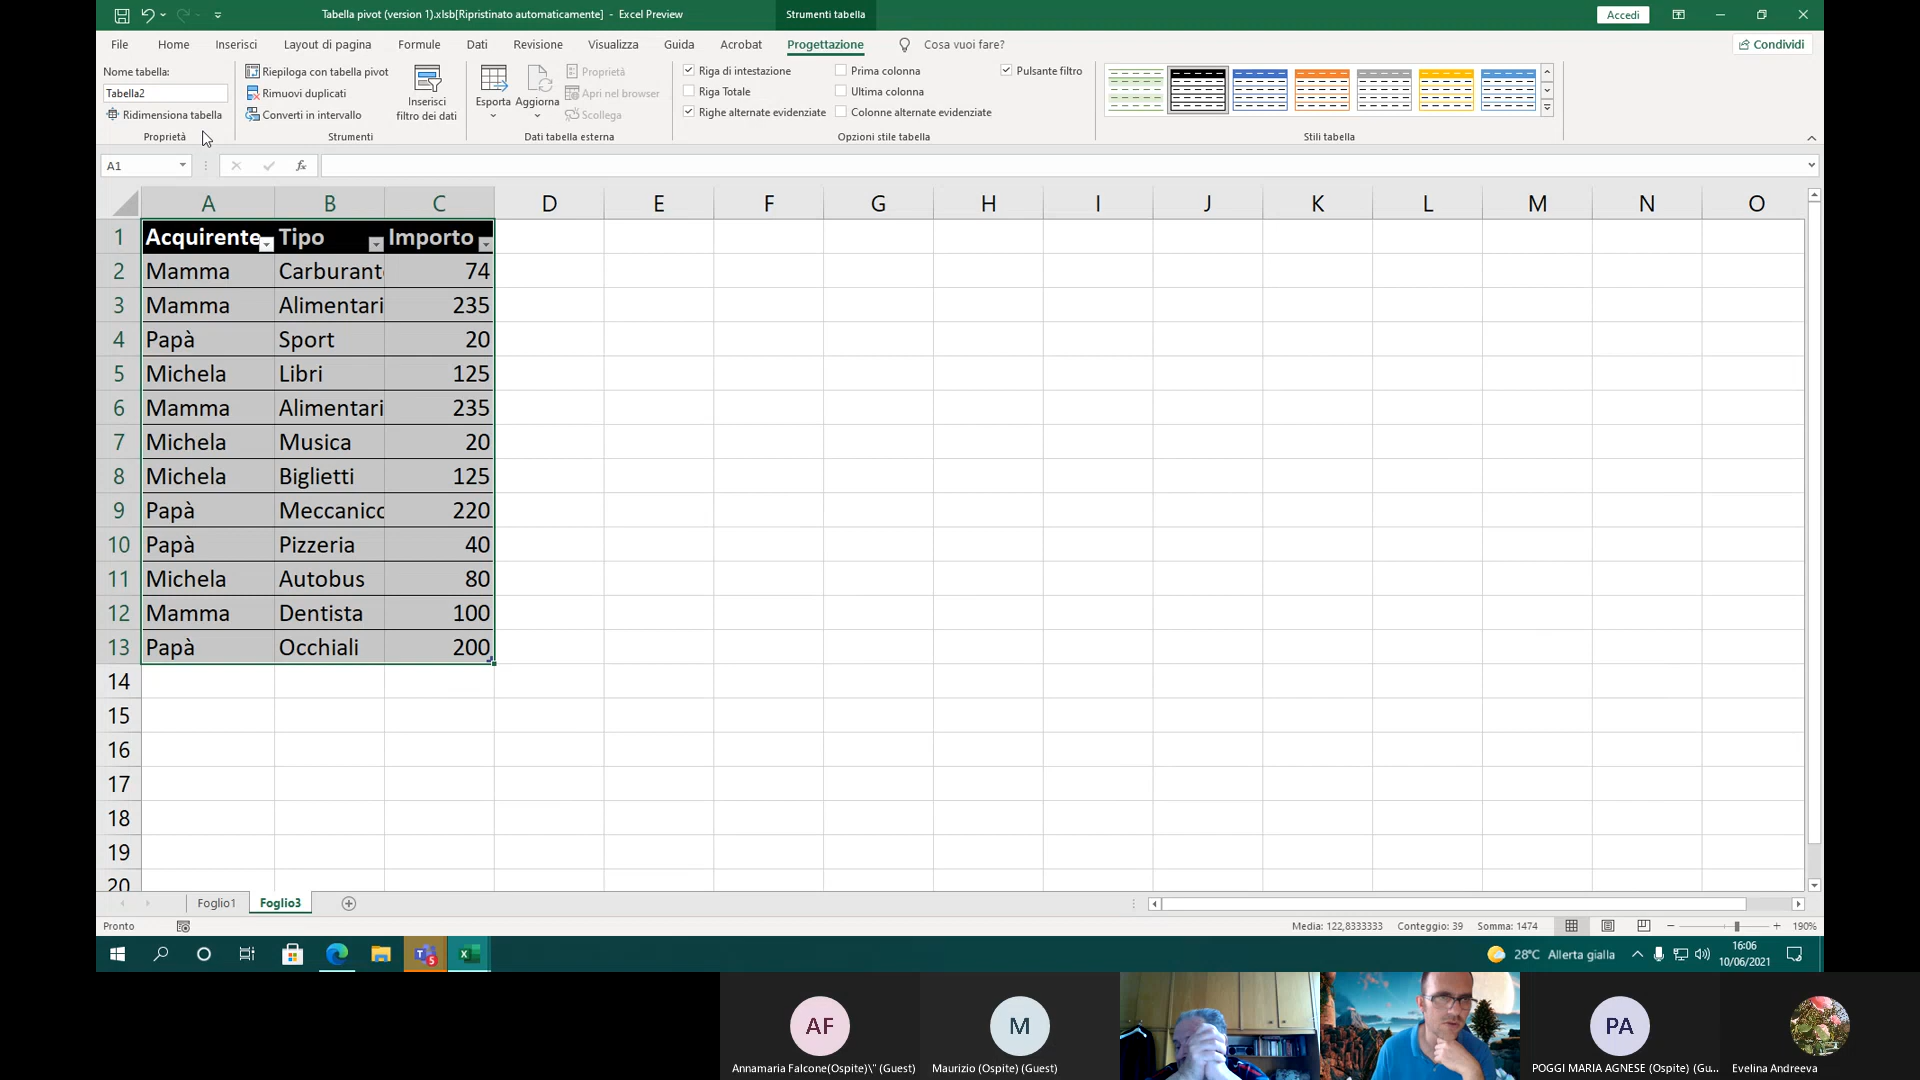 Tabella pivot (version 1).xlsb[Ripristinato automaticamente] - Excel Preview
Strumenti tabella
Accedi
File Home Inserisci Layout di pagina Formule Dati Revisione Visualizza Guida Acrobat Progettazione Cosa vuoi fare? Condividi
Nome tabella:
Tabella2
Ridimensiona tabella
Proprietà
Riepiloga con tabella pivot
Rimuovi duplicati
Converti in intervallo
Strumenti
Inserisci
filtro dei dati
Esporta
Aggiorna
Proprietà
Apri nel browser
Scollega
Dati tabella esterna
Riga di intestazione
Riga Totale
Righe alternate evidenziate
Prima colonna
Ultima colonna
Colonne alternate evidenziate
Pulsante filtro
Opzioni stile tabella
Stili tabella
A1
fx
A B C D E F G H I J K L M N O
1 Acquirente Tipo Importo
2 Mamma Carburante 74
3 Mamma Alimentari 235
4 Papà Sport 20
5 Michela Libri 125
6 Mamma Alimentari 235
7 Michela Musica 20
8 Michela Biglietti 125
9 Papà Meccanico 220
10 Papà Pizzeria 40
11 Michela Autobus 80
12 Mamma Dentista 100
13 Papà Occhiali 200
14
15
16
17
18
19
20
Foglio1 Foglio3
Pronto
Media: 122,8333333 Conteggio: 39 Somma: 1474 190%
28°C Allerta gialla
16:06
10/06/2021
AF
Annamaria Falcone(Ospite)\" (Guest)
M
Maurizio (Ospite) (Guest)
PA
POGGI MARIA AGNESE (Ospite) (Gu...
Evelina Andreeva